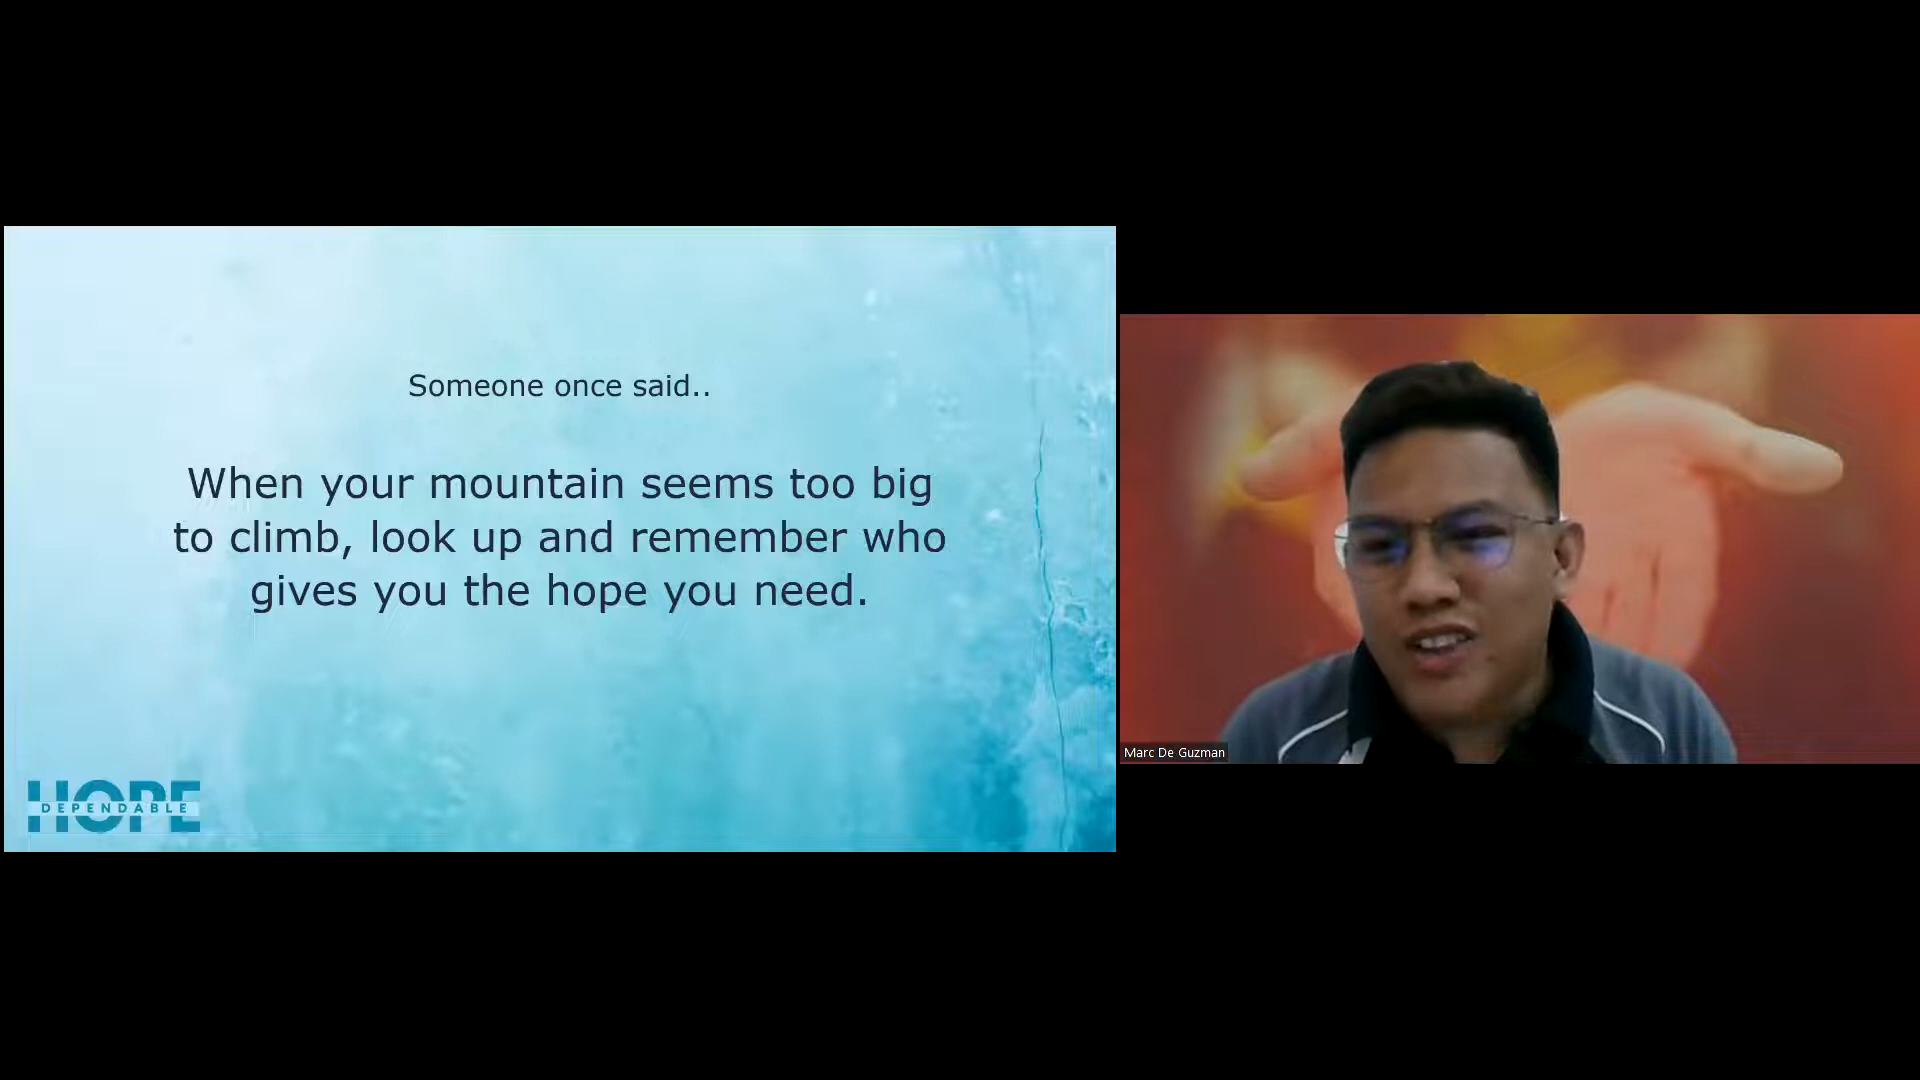 Someone once said..
When your mountain seems too big
to climb, look up and remember who
gives you the hope you need.
HOPE
DEPENDABLE
Marc De Guzman